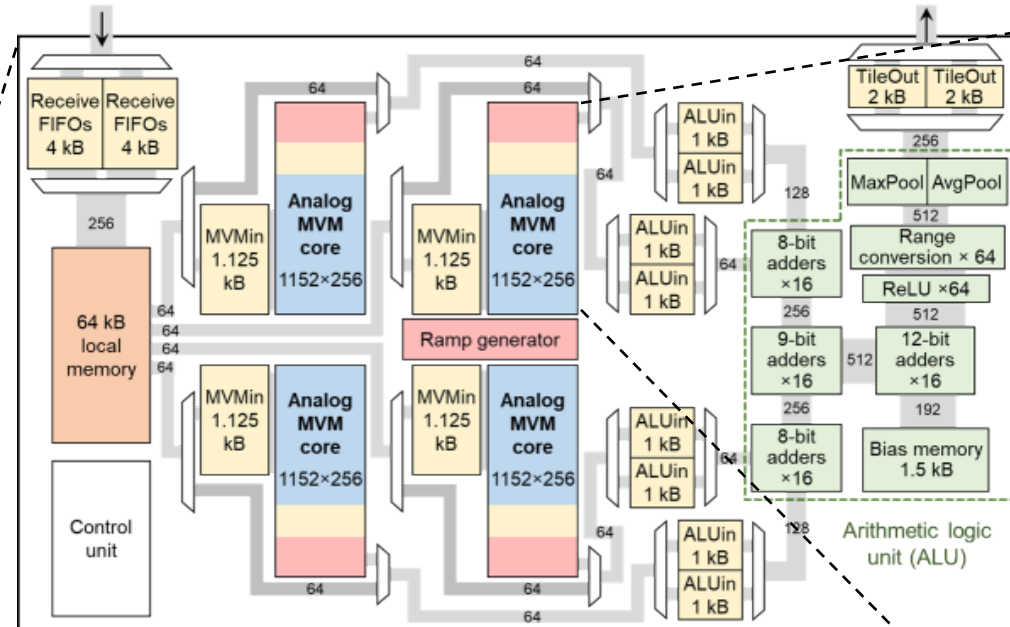 Receive
FIFOs
4 kB
Receive
FIFOs
4 kB
256
64 kB
local
memory
Control
unit
64
64
64
64
64
MVMin
1.125
kB
Analog
MVM
core
1152×256
64
64
MVMin
1.125
kB
Analog
MVM
core
1152×256
Ramp generator
MVMin
1.125
kB
Analog
MVM
core
1152×256
64
MVMin
1.125
kB
Analog
MVM
core
1152×256
64
64
64
64
ALUin
1 kB
ALUin
1 kB
128
ALUin
1 kB
ALUin
1 kB
64
ALUin
1 kB
ALUin
1 kB
64
ALUin
1 kB
ALUin
1 kB
128
8-bit
adders
×16
256
9-bit
adders
×16
256
8-bit
adders
×16
512
TileOut
2 kB
TileOut
2 kB
256
MaxPool
AvgPool
512
Range
conversion × 64
ReLU ×64
512
12-bit
adders
×16
192
Bias memory
1.5 kB
Arithmetic logic
unit (ALU)